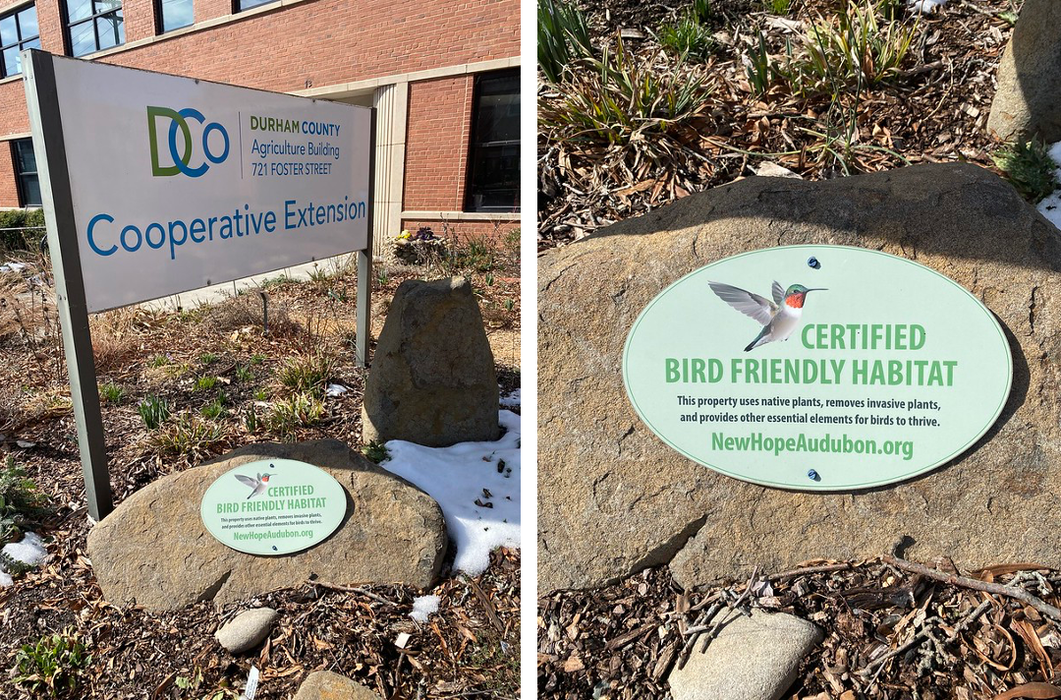 DCo
DURHAM COUNTY
Agriculture Building
721 FOSTER STREET
Cooperative Extension
CERTIFIED
BIRD FRIENDLY HABITAT
This property uses native plants, removes invasive plants,
and provides other essential elements for birds to thrive.
NewHopeAudubon.org
CERTIFIED
BIRD FRIENDLY HABITAT
This property uses native plants, removes invasive plants,
and provides other essential elements for birds to thrive.
NewHopeAudubon.org